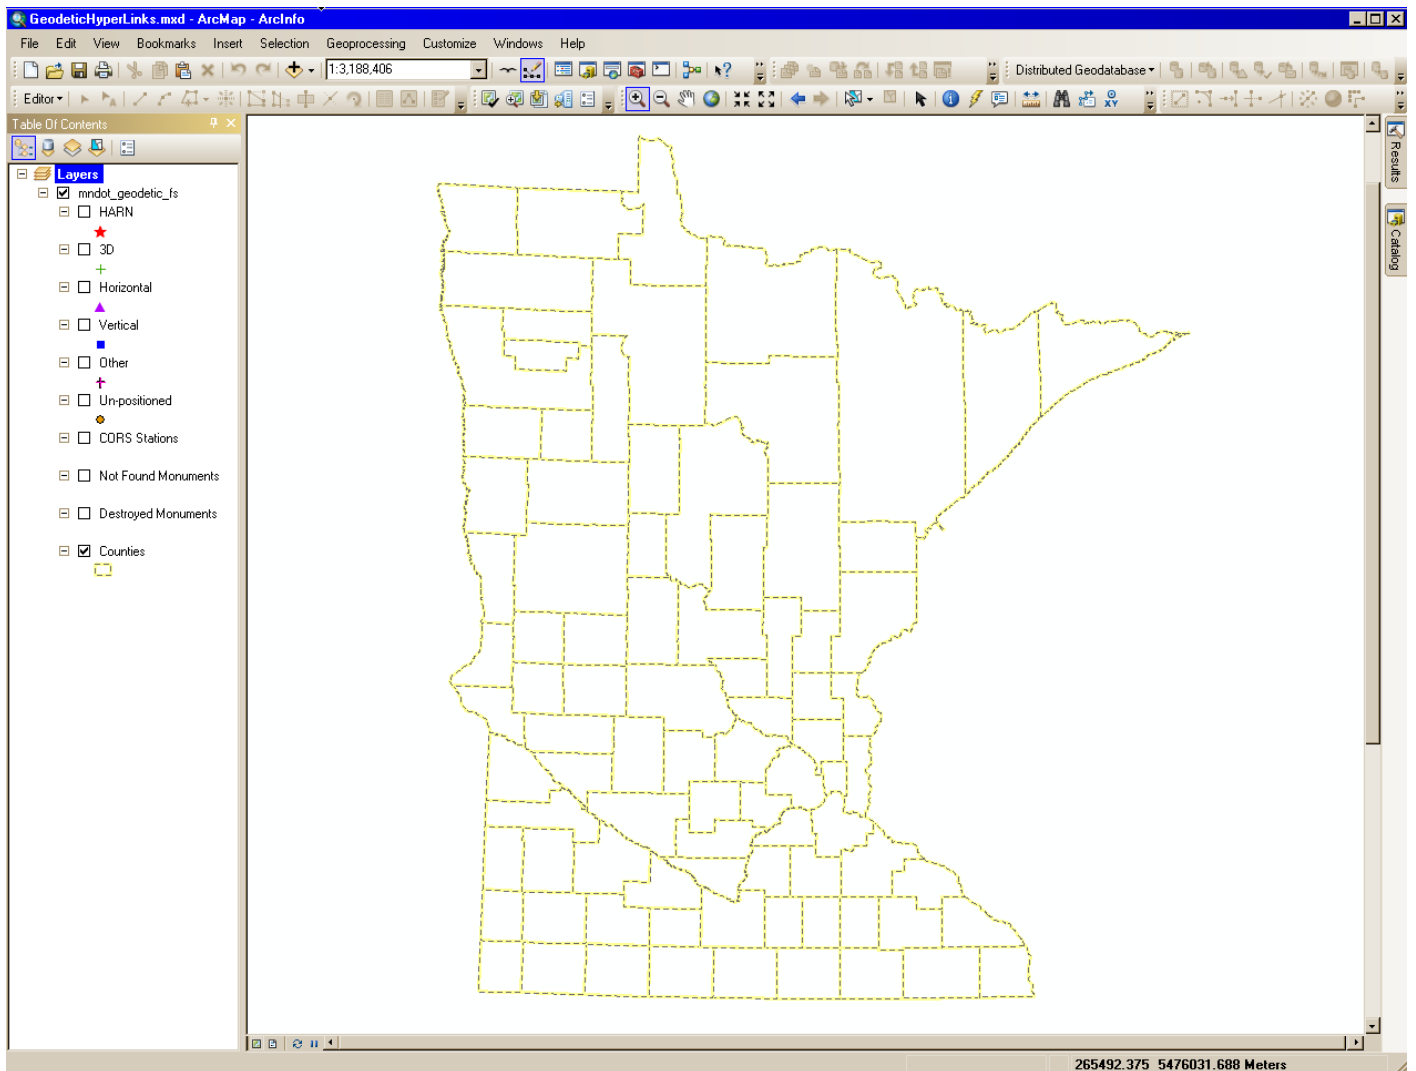 GeodeticHyperLinks.mxd - ArcMap - ArcInfo
File Edit View Bookmarks Insert Selection Geoprocessing Customize Windows Help
1:3,188,406
Distributed Geodatabase
Editor
Table Of Contents
Layers
mndot_geodetic_fs
HARN
3D
Horizontal
Vertical
Other
Un-positioned
CORS Stations
Not Found Monuments
Destroyed Monuments
Counties
Results
Catalog
265492.375 5476031.688 Meters